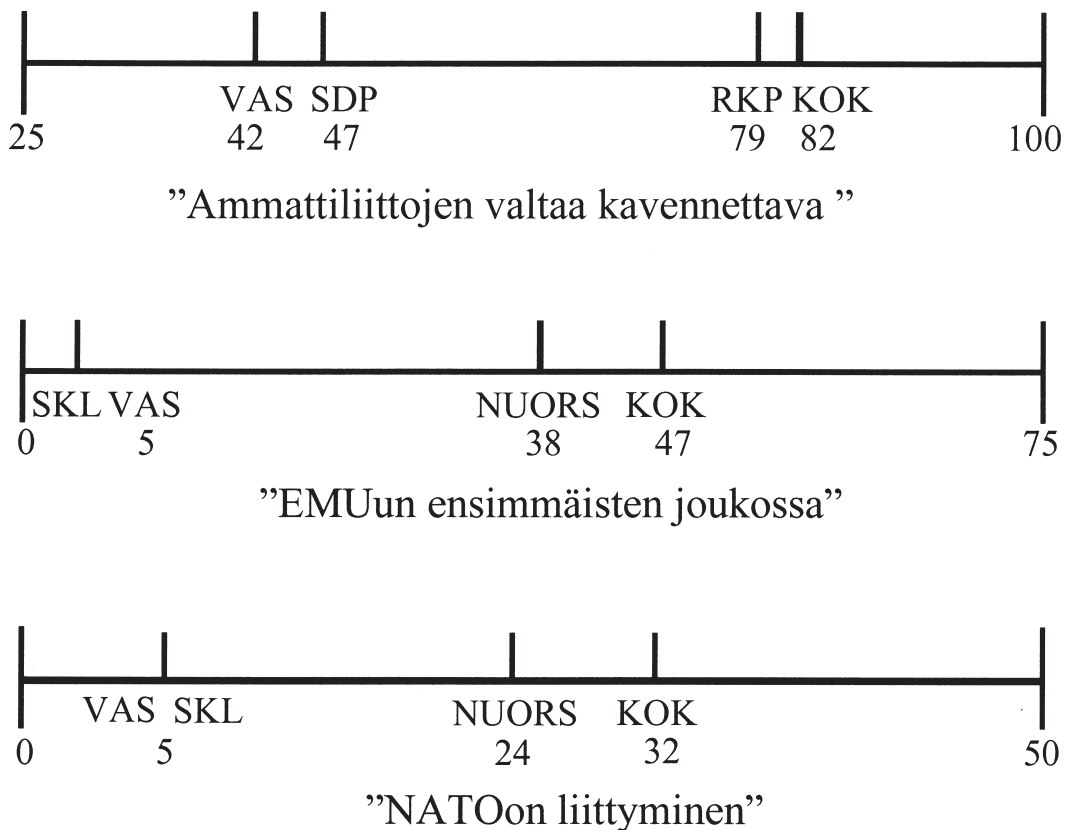 VAS SDP RKP KOK
25 42 47 79 82 100
”Ammattiliittojen valtaa kavennettava ”
SKL VAS NUORS KOK
0 5 38 47 75
”EMUun ensimmäisten joukossa”
VAS SKL NUORS KOK
0 5 24 32 50
”NATOon liittyminen”